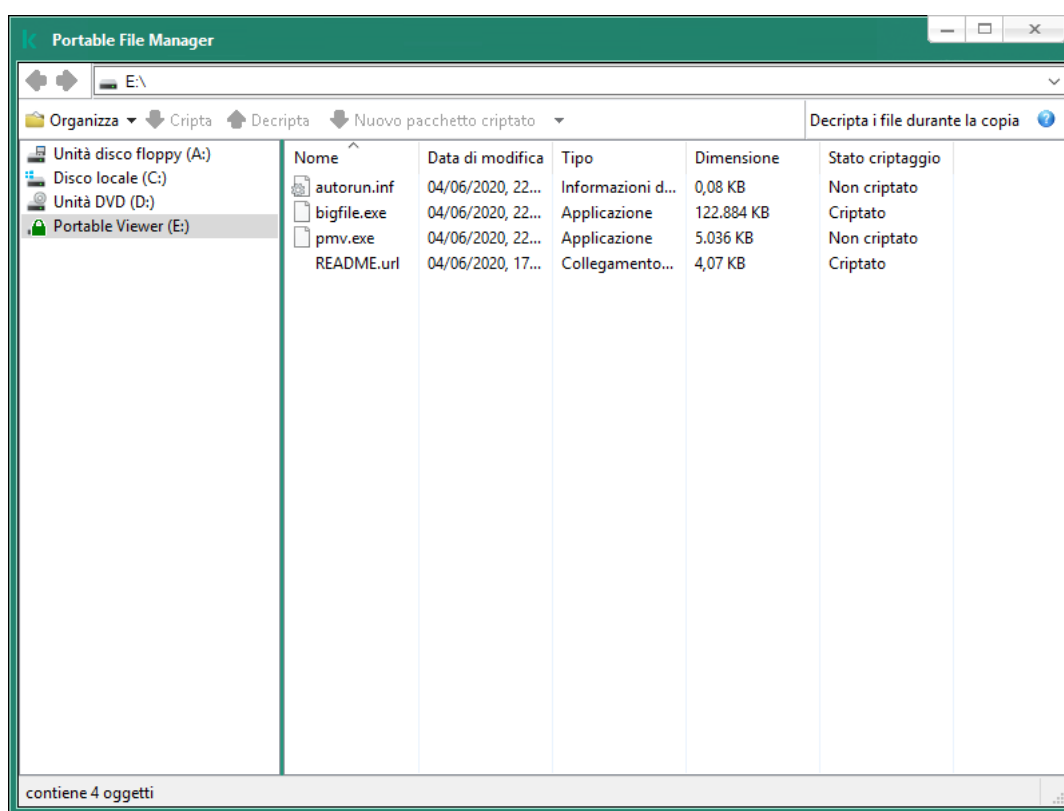 Portable File Manager
E:\
Organizza Cripta Decripta Nuovo pacchetto criptato Decripta i file durante la copia
Unità disco floppy (A:)
Disco locale (C:)
Unità DVD (D:)
Portable Viewer (E:)
Nome Data di modifica Tipo Dimensione Stato criptaggio
autorun.inf 04/06/2020, 22... Informazioni d... 0,08 KB Non criptato
bigfile.exe 04/06/2020, 22... Applicazione 122.884 KB Criptato
pmv.exe 04/06/2020, 22... Applicazione 5.036 KB Non criptato
README.url 04/06/2020, 17... Collegamento... 4,07 KB Criptato
contiene 4 oggetti